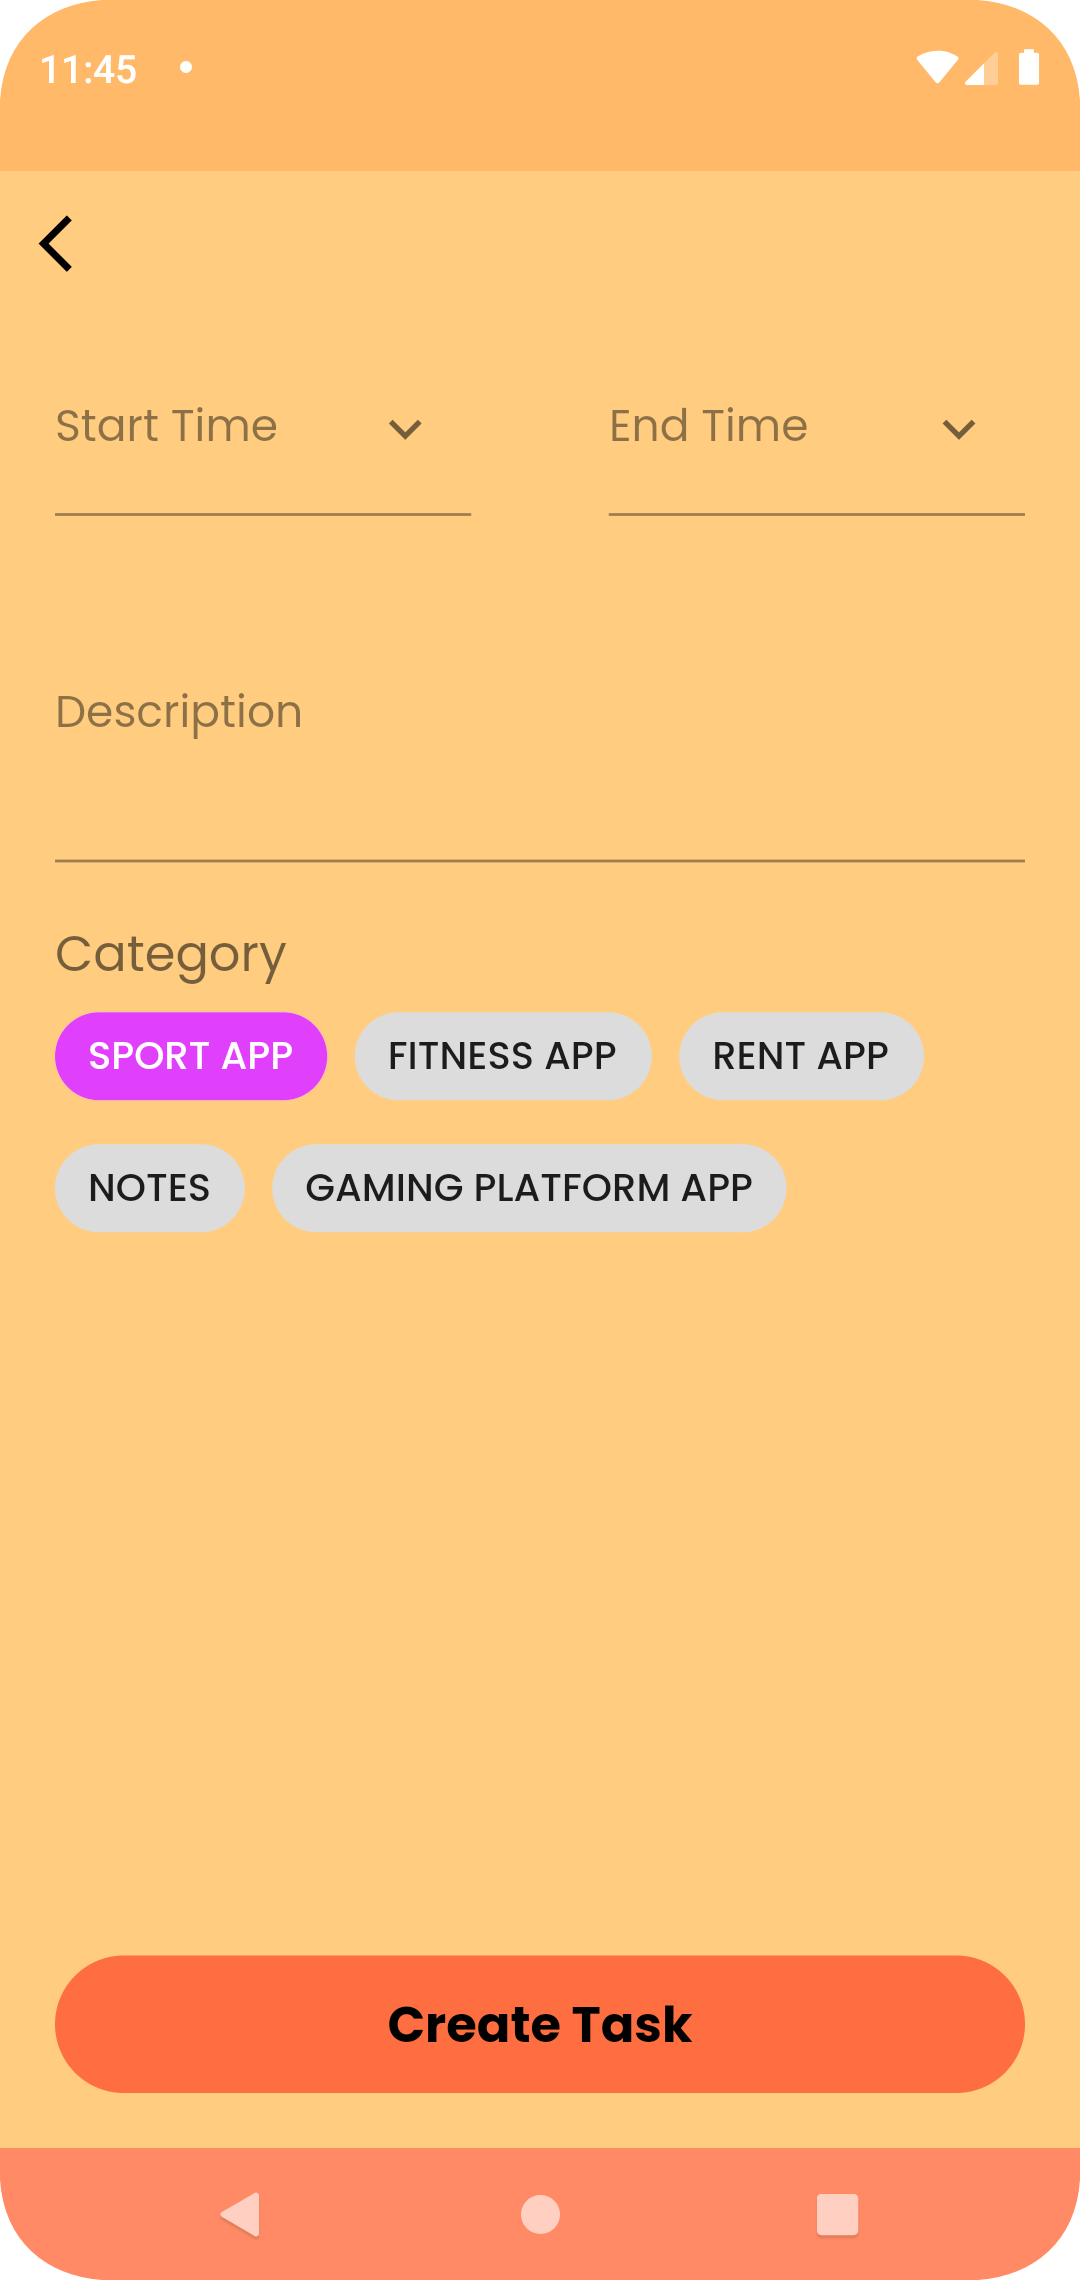 11:45
Start Time End Time
Description
Category
SPORT APP FITNESS APP RENT APP
NOTES GAMING PLATFORM APP
Create Task